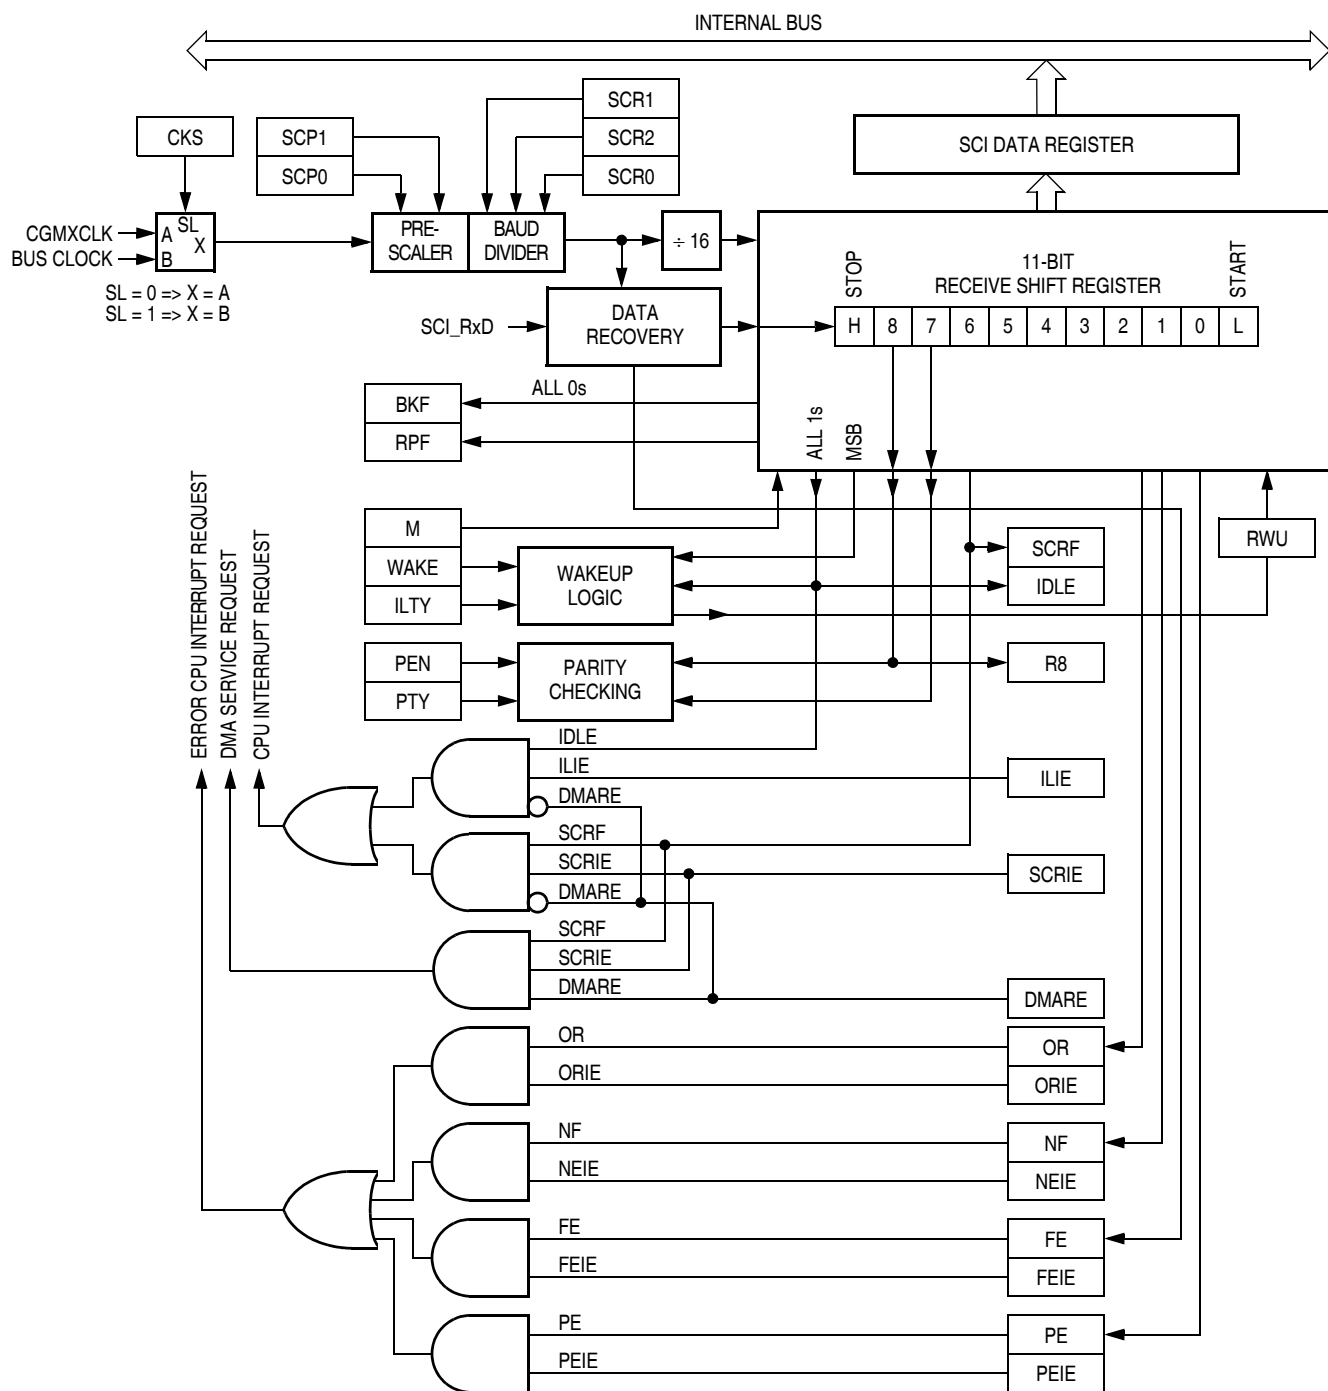 INTERNAL BUS
SCR1
SCR2
SCR0
CKS
SCP1
SCP0
SCI DATA REGISTER
CGMXCLK
BUS CLOCK
A
B
SL
X
SL = 0 => X = A
SL = 1 => X = B
PRE-
SCALER
BAUD
DIVIDER
÷ 16
STOP
11-BIT
RECEIVE SHIFT REGISTER
START
H 8 7 6 5 4 3 2 1 0 L
SCI_RxD
DATA
RECOVERY
ALL 0s
BKF
RPF
ALL 1s
MSB
M
WAKE
ILTY
WAKEUP
LOGIC
SCRF
IDLE
RWU
PEN
PTY
PARITY
CHECKING
R8
ERROR CPU INTERRUPT REQUEST
DMA SERVICE REQUEST
CPU INTERRUPT REQUEST
IDLE
ILIE
DMARE
ILIE
SCRF
SCRIE
DMARE
SCRIE
SCRF
SCRIE
DMARE
DMARE
OR
ORIE
OR
ORIE
NF
NEIE
NF
NEIE
FE
FEIE
FE
FEIE
PE
PEIE
PE
PEIE